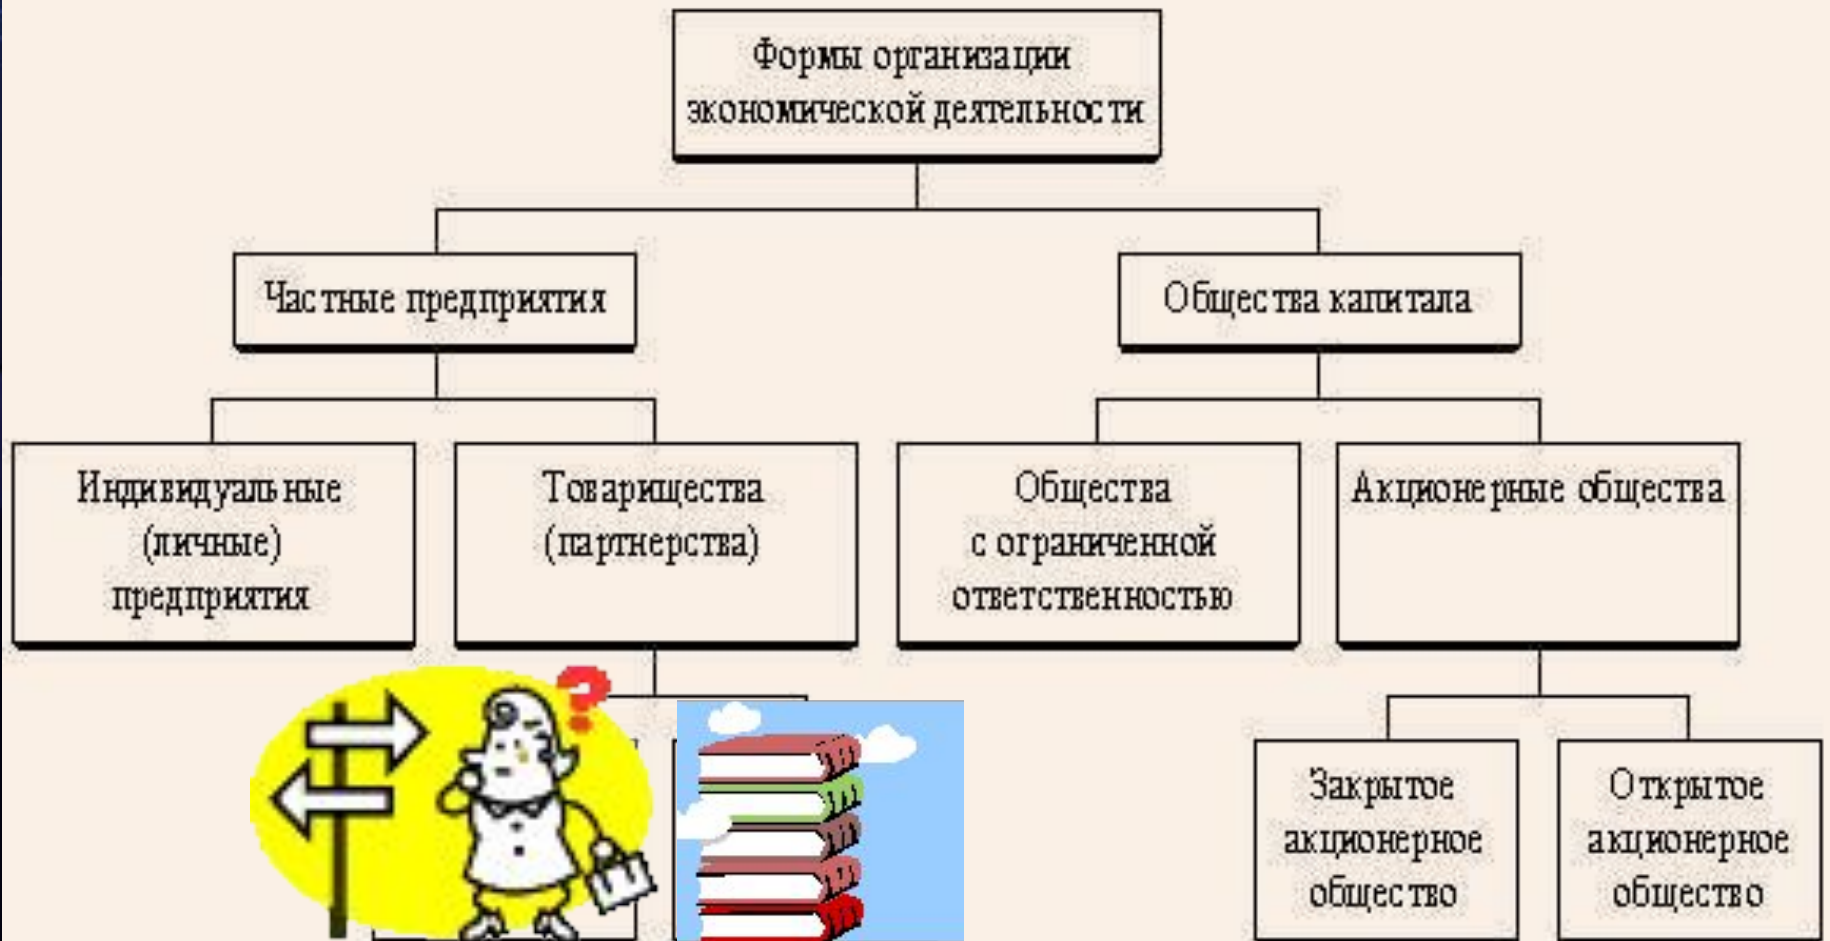 Формы организации
экономической деятельности
Частные предприятия
Общества капитала
Индивидуальные
(личные)
предприятия
Товарищества
(партнерства)
Общества
с ограниченной
ответственностью
Акционерные общества
Закрытое
акционерное
общество
Открытое
акционерное
общество